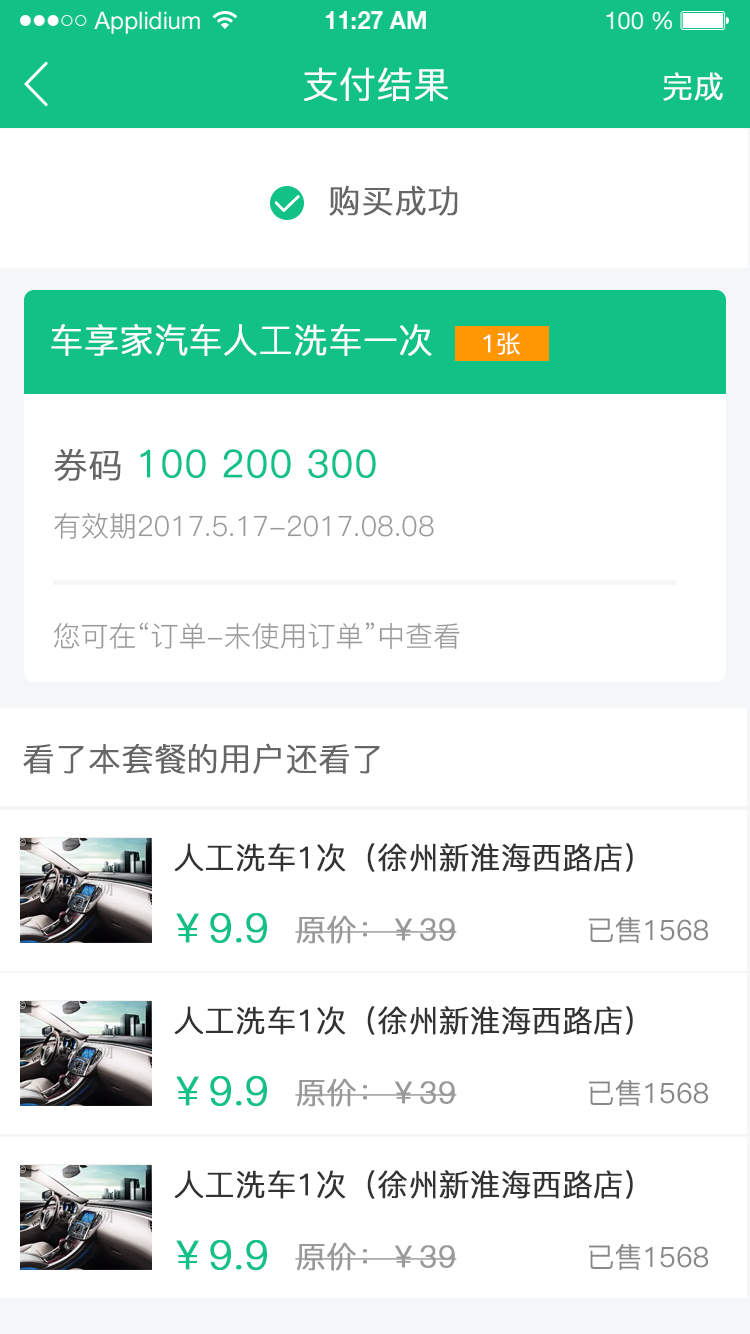 Applidium 11:27 AM 100 %
支付结果 完成
购买成功
车享家汽车人工洗车一次 1张
券码 100 200 300
有效期2017.5.17-2017.08.08
您可在“订单-未使用订单”中查看
看了本套餐的用户还看了
人工洗车1次（徐州新淮海西路店）
￥9.9 原价：￥39 已售1568
人工洗车1次（徐州新淮海西路店）
￥9.9 原价：￥39 已售1568
人工洗车1次（徐州新淮海西路店）
￥9.9 原价：￥39 已售1568